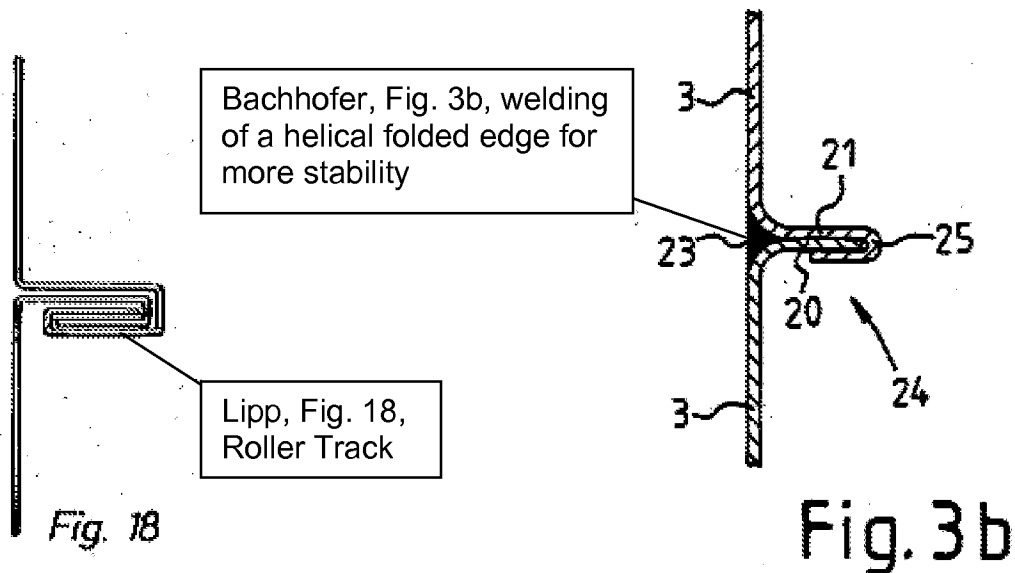 Bachhofer, Fig. 3b, welding
of a helical folded edge for
more stability
Lipp, Fig. 18,
Roller Track
Fig. 18
3
21
23
25
20
24
3
Fig. 3b